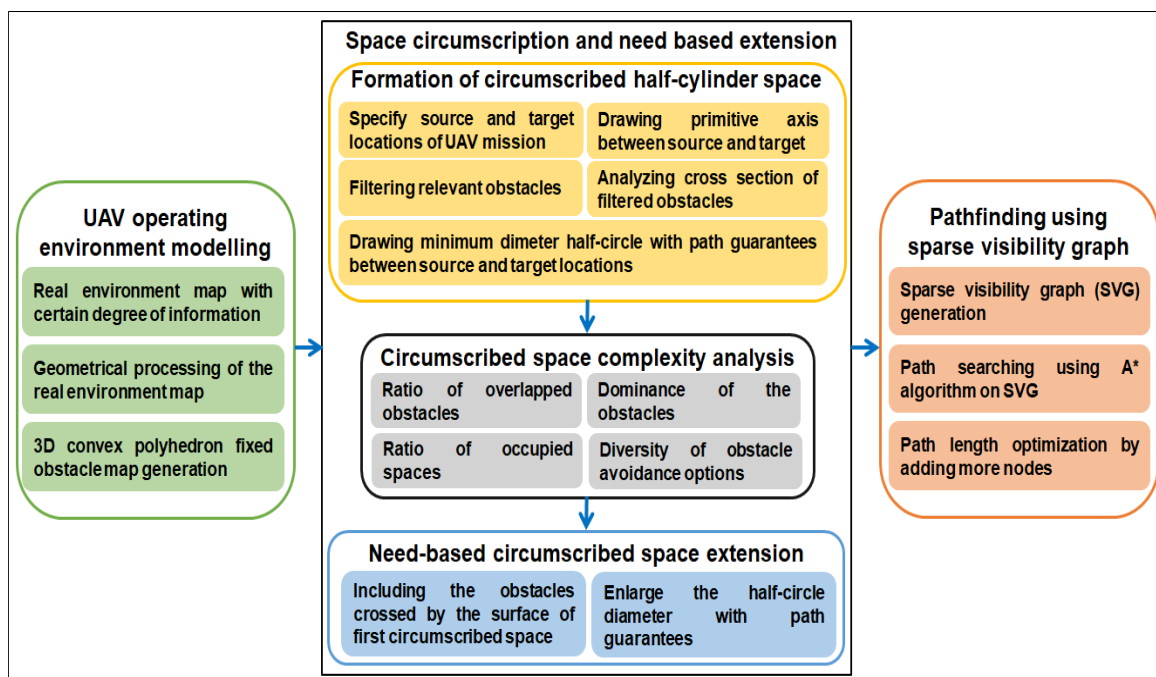 UAV operating
environment modelling
Real environment map with
certain degree of information
Geometrical processing of the
real environment map
3D convex polyhedron fixed
obstacle map generation
Space circumscription and need based extension
Formation of circumscribed half-cylinder space
Specify source and target
locations of UAV mission
Drawing primitive axis
between source and target
Filtering relevant obstacles
Analyzing cross section of
filtered obstacles
Drawing minimum dimeter half-circle with path guarantees
between source and target locations
Circumscribed space complexity analysis
Ratio of overlapped
obstacles
Dominance of the
obstacles
Ratio of occupied
spaces
Diversity of obstacle
avoidance options
Need-based circumscribed space extension
Including the obstacles
crossed by the surface of
first circumscribed space
Enlarge the half-circle
diameter with path
guarantees
Pathfinding using
sparse visibility graph
Sparse visibility graph (SVG)
generation
Path searching using A*
algorithm on SVG
Path length optimization by
adding more nodes